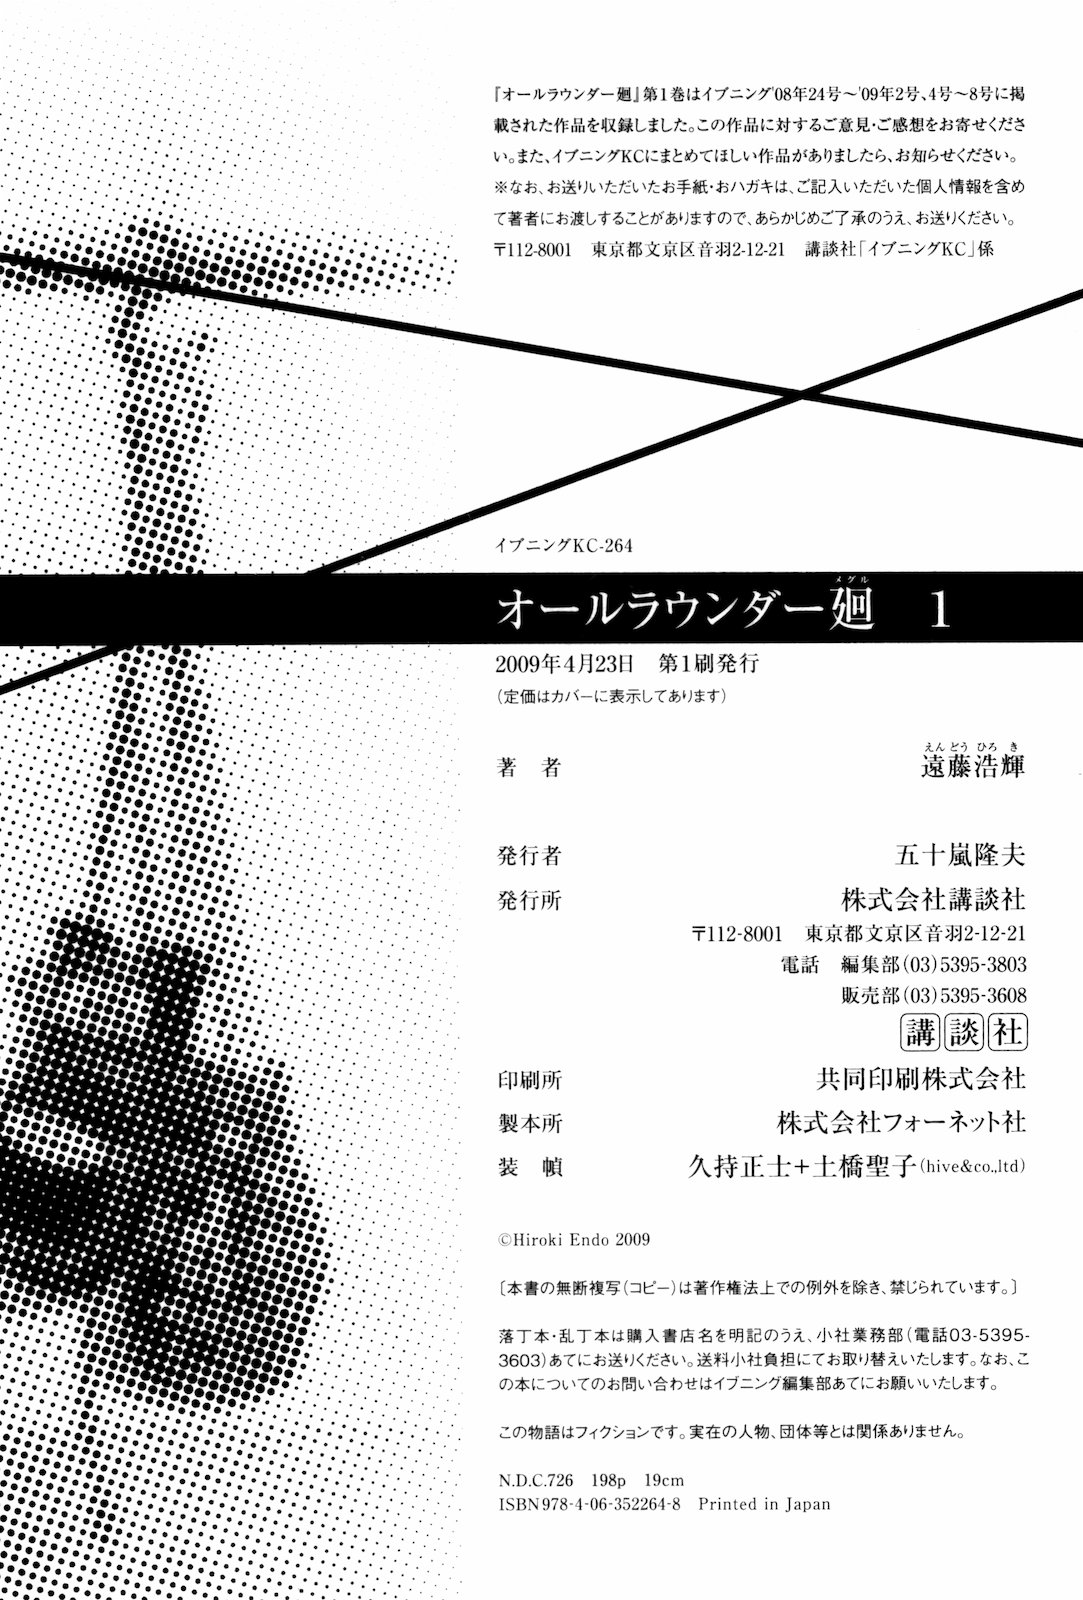 『オールラウンダー廻』第1巻はイブニング'08年24号～'09年2号、4号～8号に掲
載された作品を収録しました。この作品に対するご意見・ご感想をお寄せくださ
い。また、イブニングKCにまとめてほしい作品がありましたら、お知らせください。
※なお、お送りいただいたお手紙・おハガキは、ご記入いただいた個人情報を含め
て著者にお渡しすることがありますので、あらかじめご了承のうえ、お送りください。
〒112-8001　東京都文京区音羽2-12-21　講談社「イブニングKC」係
イブニングKC-264
メグル
オールラウンダー廻　1
2009年4月23日　第1刷発行
（定価はカバーに表示してあります）
えんどう ひろ き
著　者　遠藤浩輝
発行者　五十嵐隆夫
発行所　株式会社講談社
〒112-8001　東京都文京区音羽2-12-21
電話　編集部（03）5395-3803
販売部（03）5395-3608
講談社
印刷所　共同印刷株式会社
製本所　株式会社フォーネット社
装　幀　久持正士＋土橋聖子（hive&co.,ltd）
©Hiroki Endo 2009
〔本書の無断複写（コピー）は著作権法上での例外を除き、禁じられています。〕
落丁本・乱丁本は購入書店名を明記のうえ、小社業務部（電話03-5395-
3603）あてにお送りください。送料小社負担にてお取り替えいたします。なお、こ
の本についてのお問い合わせはイブニング編集部あてにお願いいたします。
この物語はフィクションです。実在の人物、団体等とは関係ありません。
N.D.C.726　198p　19cm
ISBN978-4-06-352264-8　Printed in Japan